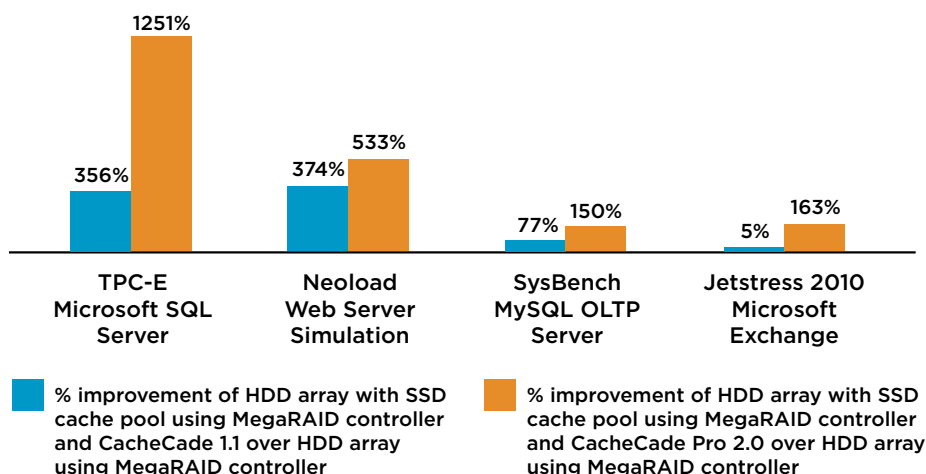 1251%
356%
374%
533%
77%
150%
5%
163%
TPC-E
Microsoft SQL
Server
Neoload
Web Server
Simulation
SysBench
MySQL OLTP
Server
Jetstress 2010
Microsoft
Exchange
% improvement of HDD array with SSD
cache pool using MegaRAID controller
and CacheCade 1.1 over HDD array
using MegaRAID controller
% improvement of HDD array with SSD
cache pool using MegaRAID controller
and CacheCade Pro 2.0 over HDD array
using MegaRAID controller